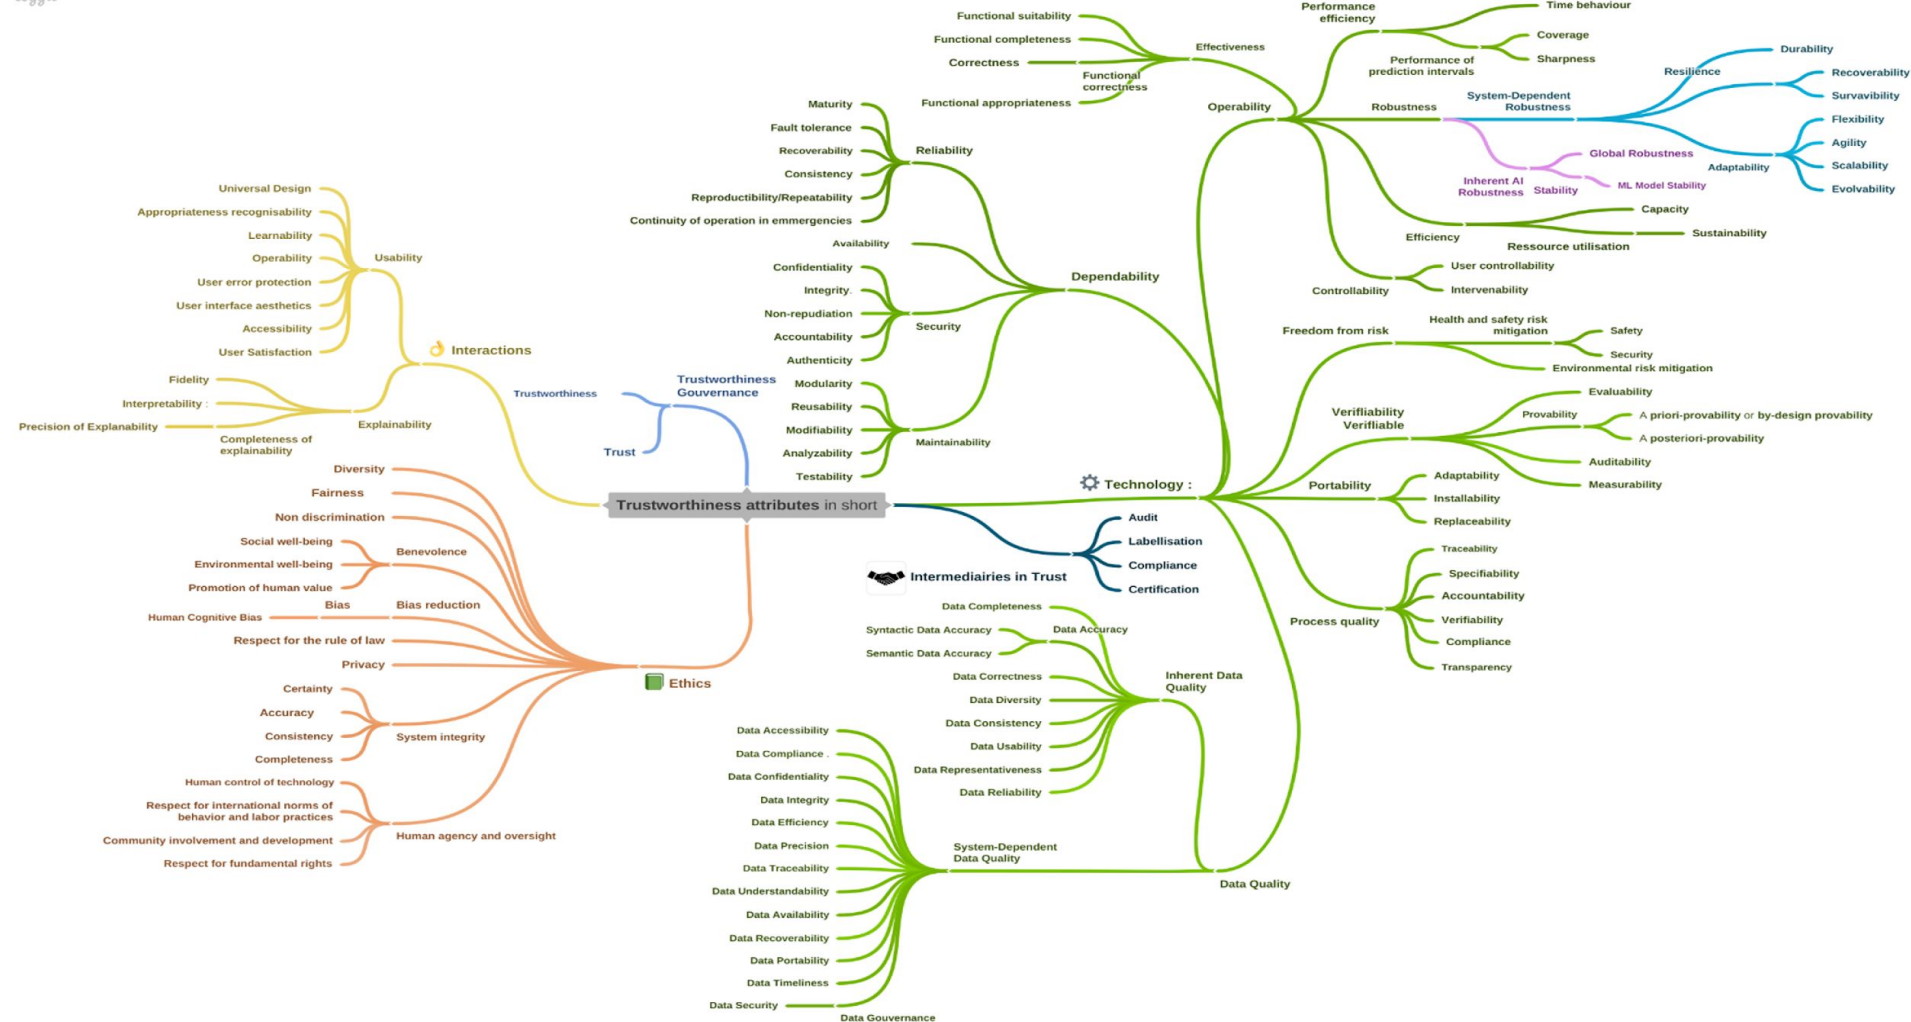 Trustworthiness attributes in short
Interactions
Usability
Universal Design
Appropriateness recognisability
Learnability
Operability
User error protection
User interface aesthetics
Accessibility
User Satisfaction
Explainability
Fidelity
Interpretability :
Completeness of
explainability
Precision of Explanability
Trustworthiness
Gouvernance
Trustworthiness
Trust
Ethics
Diversity
Fairness
Non discrimination
Benevolence
Social well-being
Environmental well-being
Promotion of human value
Bias reduction
Bias
Human Cognitive Bias
Respect for the rule of law
Privacy
System integrity
Certainty
Accuracy
Consistency
Completeness
Human agency and oversight
Human control of technology
Respect for international norms of
behavior and labor practices
Community involvement and development
Respect for fundamental rights
Technology :
Operability
Effectiveness
Functional suitability
Functional completeness
Functional
correctness
Correctness
Functional appropriateness
Performance
efficiency
Time behaviour
Performance of
prediction intervals
Coverage
Sharpness
Robustness
System-Dependent
Robustness
Durability
Resilience
Recoverability
Survavibility
Adaptability
Flexibility
Agility
Scalability
Evolvability
Inherent AI
Robustness
Global Robustness
Stability
ML Model Stability
Efficiency
Capacity
Ressource utilisation
Sustainability
Controllability
User controllability
Intervenability
Dependability
Reliability
Maturity
Fault tolerance
Recoverability
Consistency
Reproductibility/Repeatability
Continuity of operation in emmergencies
Availability
Security
Confidentiality
Integrity.
Non-repudiation
Accountability
Authenticity
Maintainability
Modularity
Reusability
Modifiability
Analyzability
Testability
Freedom from risk
Health and safety risk
mitigation
Safety
Security
Environmental risk mitigation
Verifliability
Verifliable
Evaluability
Provability
A priori-provability or by-design provability
A posteriori-provability
Auditability
Measurability
Portability
Adaptability
Installability
Replaceability
Process quality
Traceability
Specifiability
Accountability
Verifiability
Compliance
Transparency
Data Quality
Inherent Data
Quality
Data Completeness
Data Accuracy
Syntactic Data Accuracy
Semantic Data Accuracy
Data Correctness
Data Diversity
Data Consistency
Data Usability
Data Representativeness
Data Reliability
System-Dependent
Data Quality
Data Accessibility
Data Compliance .
Data Confidentiality
Data Integrity
Data Efficiency
Data Precision
Data Traceability
Data Understandability
Data Availability
Data Recoverability
Data Portability
Data Timeliness
Data Gouvernance
Data Security
Intermediairies in Trust
Audit
Labellisation
Compliance
Certification